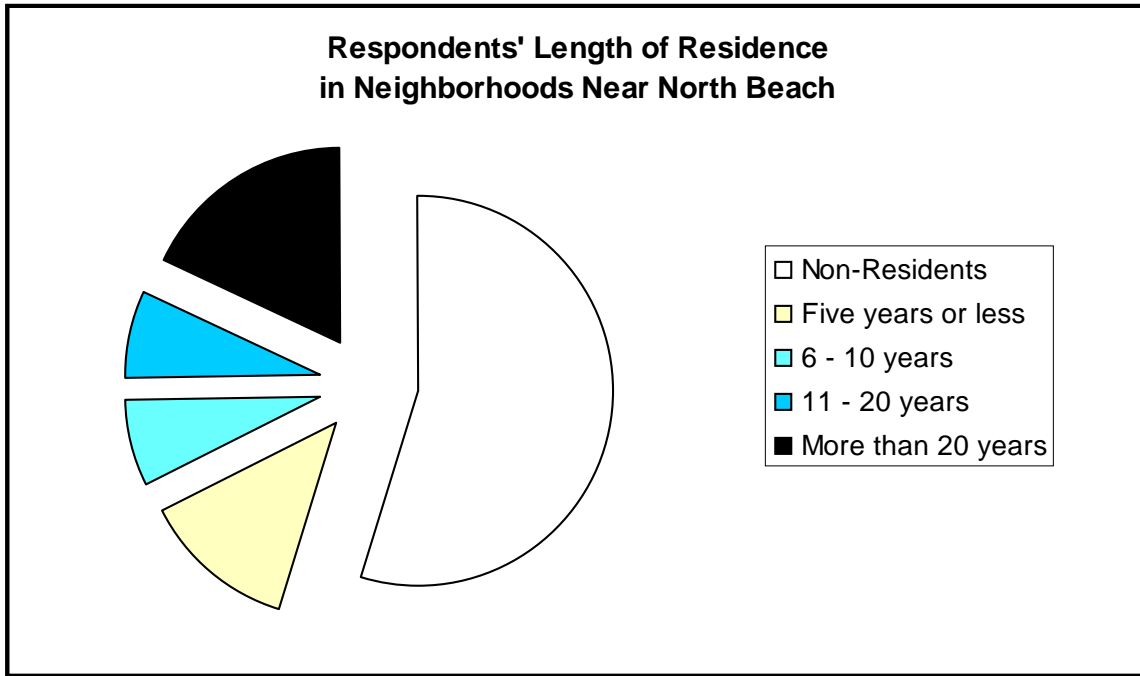 Respondents' Length of Residence
in Neighborhoods Near North Beach
Non-Residents
Five years or less
6 - 10 years
11 - 20 years
More than 20 years